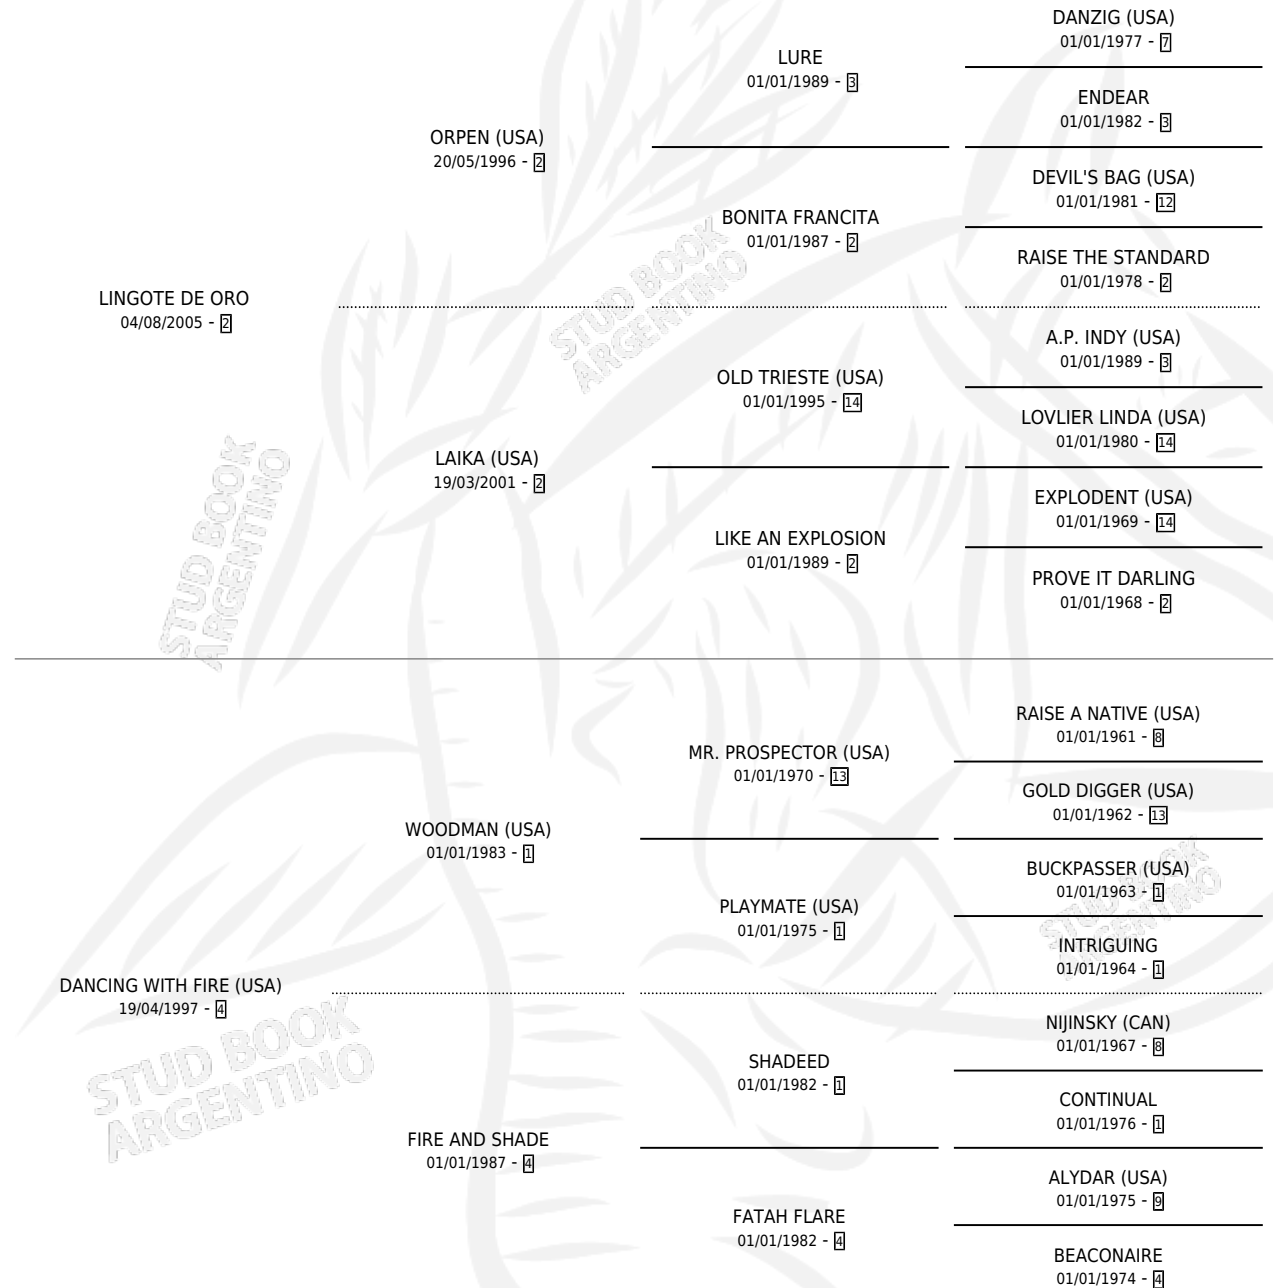 DANZIG (USA)
01/01/1977 - 7
LURE
01/01/1989 - 3
ENDEAR
01/01/1982 - 3
ORPEN (USA)
20/05/1996 - 2
DEVIL'S BAG (USA)
01/01/1981 - 12
BONITA FRANCITA
01/01/1987 - 2
RAISE THE STANDARD
01/01/1978 - 2
LINGOTE DE ORO
04/08/2005 - 2
STUD BOOK
ARGENTINO
A.P. INDY (USA)
01/01/1989 - 3
OLD TRIESTE (USA)
01/01/1995 - 14
LOVLIER LINDA (USA)
01/01/1980 - 14
LAIKA (USA)
19/03/2001 - 2
EXPLODENT (USA)
01/01/1969 - 14
LIKE AN EXPLOSION
01/01/1989 - 2
PROVE IT DARLING
01/01/1968 - 2
STUD BOOK
ARGENTINO
RAISE A NATIVE (USA)
01/01/1961 - 8
MR. PROSPECTOR (USA)
01/01/1970 - 13
GOLD DIGGER (USA)
01/01/1962 - 13
WOODMAN (USA)
01/01/1983 - 1
BUCKPASSER (USA)
01/01/1963 - 1
PLAYMATE (USA)
01/01/1975 - 1
INTRIGUING
01/01/1964 - 1
STUD BOOK
ARGENTINO
DANCING WITH FIRE (USA)
19/04/1997 - 4
STUD BOOK
ARGENTINO
NIJINSKY (CAN)
01/01/1967 - 8
SHADEED
01/01/1982 - 1
CONTINUAL
01/01/1976 - 1
FIRE AND SHADE
01/01/1987 - 4
ALYDAR (USA)
01/01/1975 - 9
FATAH FLARE
01/01/1982 - 4
BEACONAIRE
01/01/1974 - 4